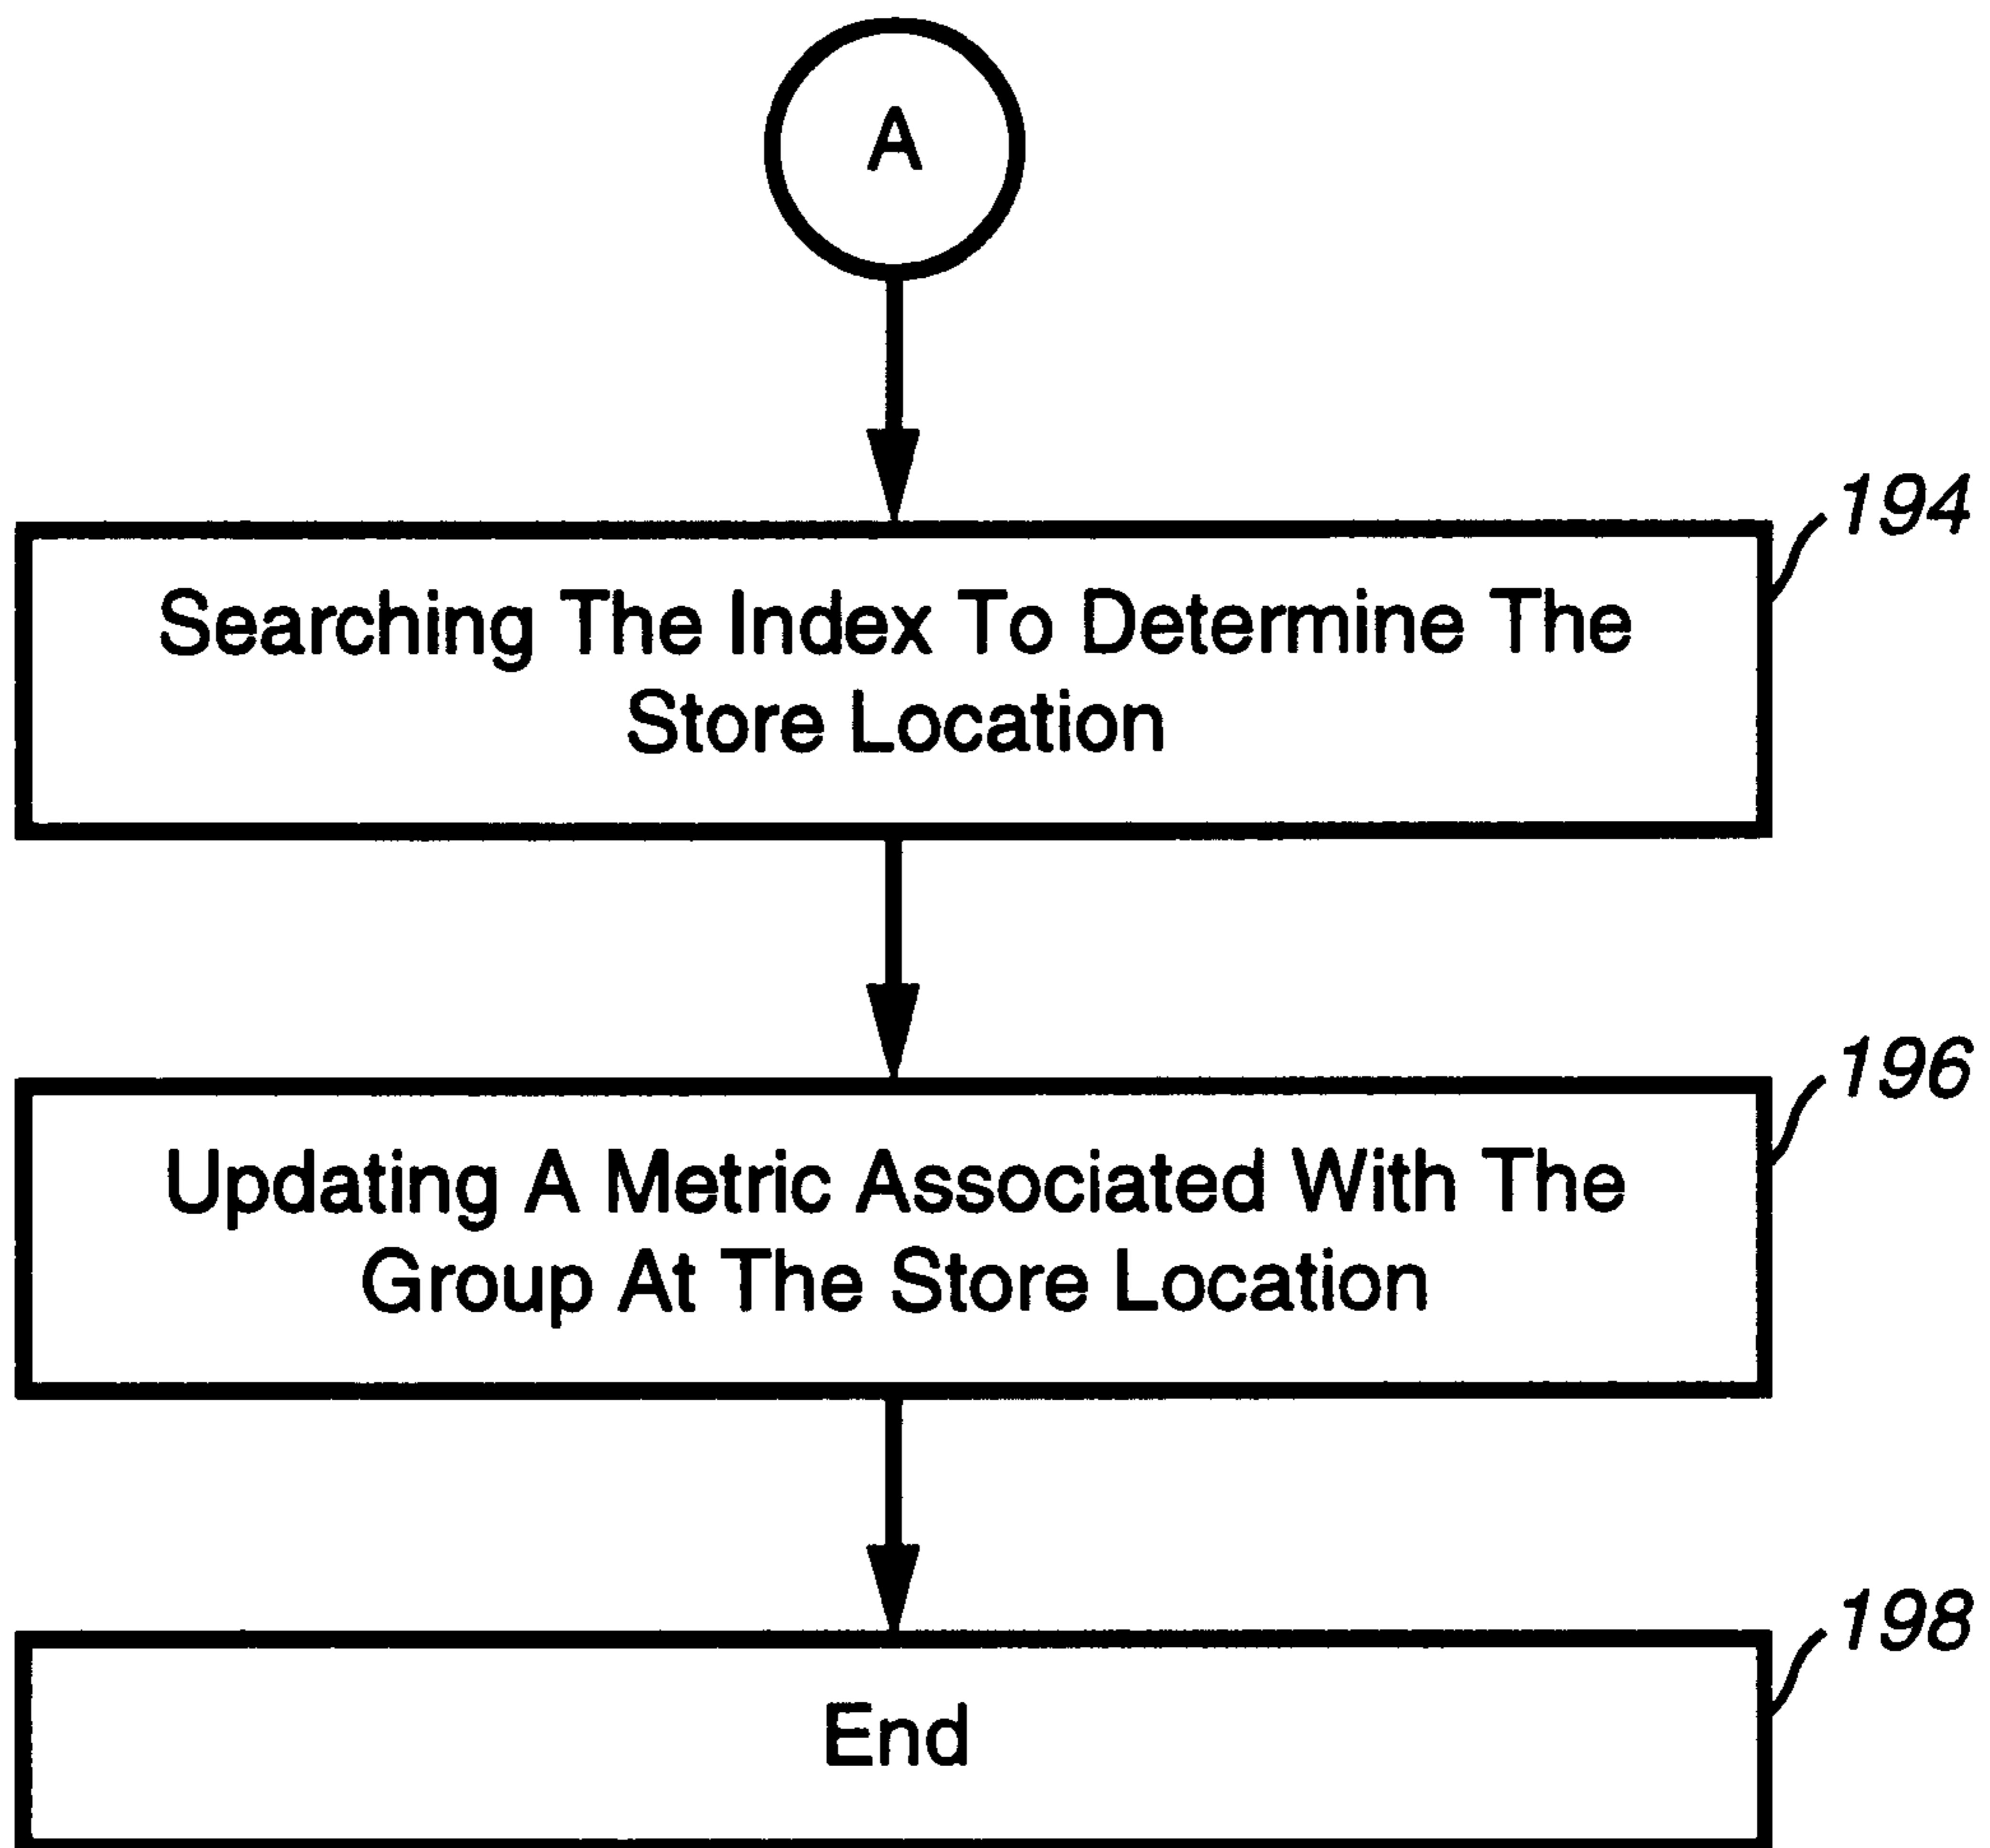 A
194
Searching The Index To Determine The
Store Location
196
Updating A Metric Associated With The
Group At The Store Location
198
End